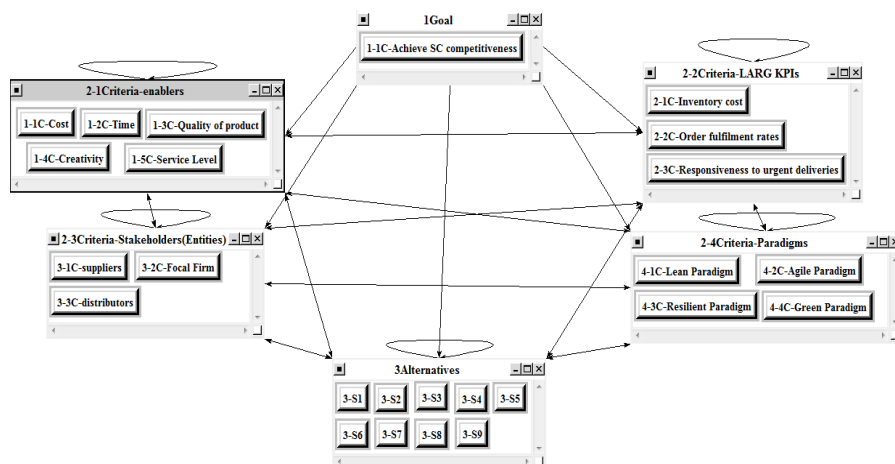 1Goal
1-1C-Achieve SC competitiveness
2-1Criteria-enablers
1-1C-Cost
1-2C-Time
1-3C-Quality of product
1-4C-Creativity
1-5C-Service Level
2-2Criteria-LARG KPIs
2-1C-Inventory cost
2-2C-Order fulfilment rates
2-3C-Responsiveness to urgent deliveries
2-3Criteria-Stakeholders(Entities)
3-1C-suppliers
3-2C-Focal Firm
3-3C-distributors
2-4Criteria-Paradigms
4-1C-Lean Paradigm
4-2C-Agile Paradigm
4-3C-Resilient Paradigm
4-4C-Green Paradigm
3Alternatives
3-S1
3-S2
3-S3
3-S4
3-S5
3-S6
3-S7
3-S8
3-S9